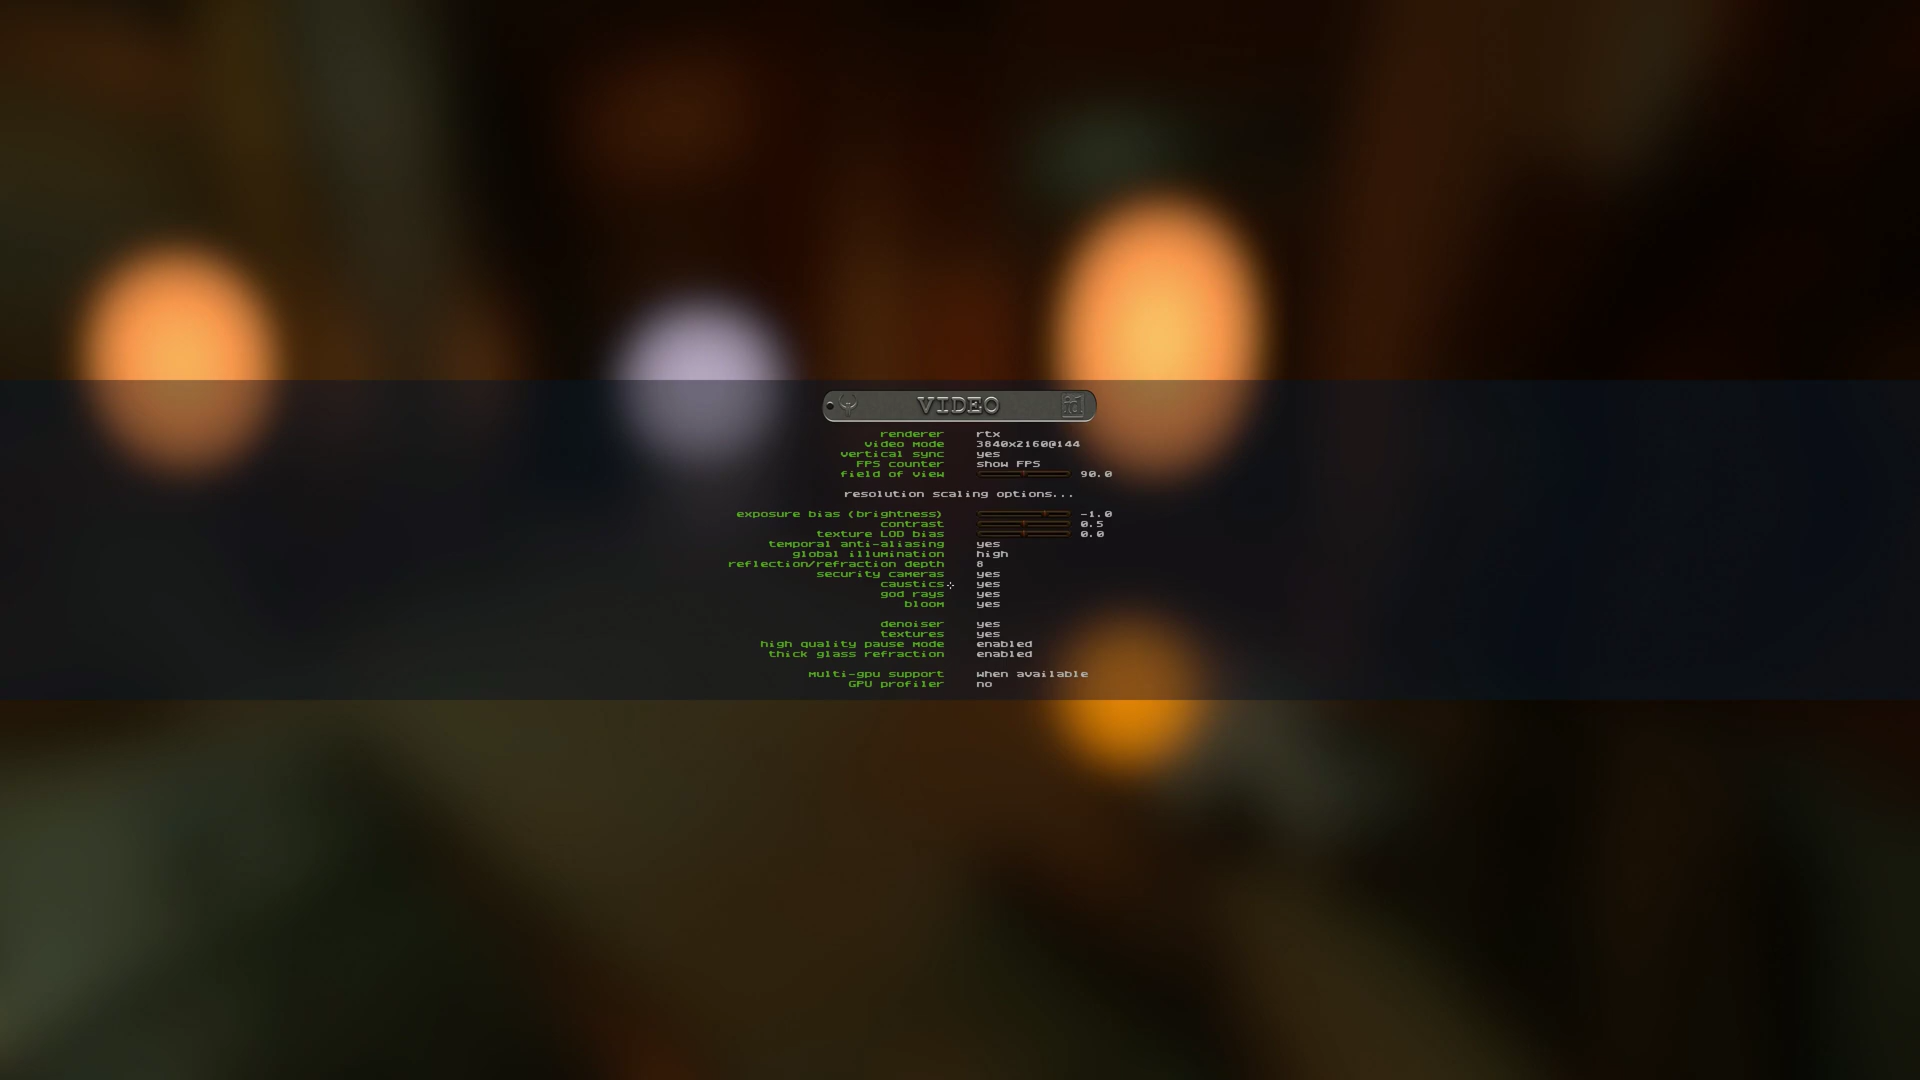 VIDEO id
renderer rtx
video mode 3840x2160@144
vertical sync yes
FPS counter show FPS
field of view 90.0
resolution scaling options...
exposure bias (brightness) -1.0
contrast 0.5
texture LOD bias 0.0
temporal anti-aliasing yes
global illumination high
reflection/refraction depth 8
security cameras yes
caustics yes
god rays yes
bloom yes
denoiser yes
textures yes
high quality pause mode enabled
thick glass refraction enabled
multi-gpu support when available
GPU profiler no